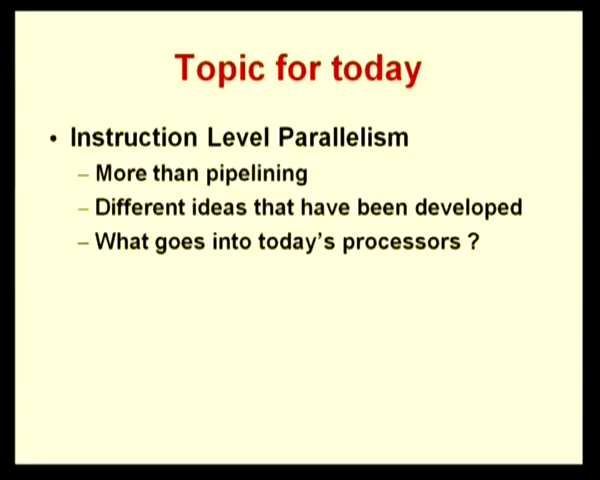 Topic for today
• Instruction Level Parallelism
– More than pipelining
– Different ideas that have been developed
– What goes into today's processors ?